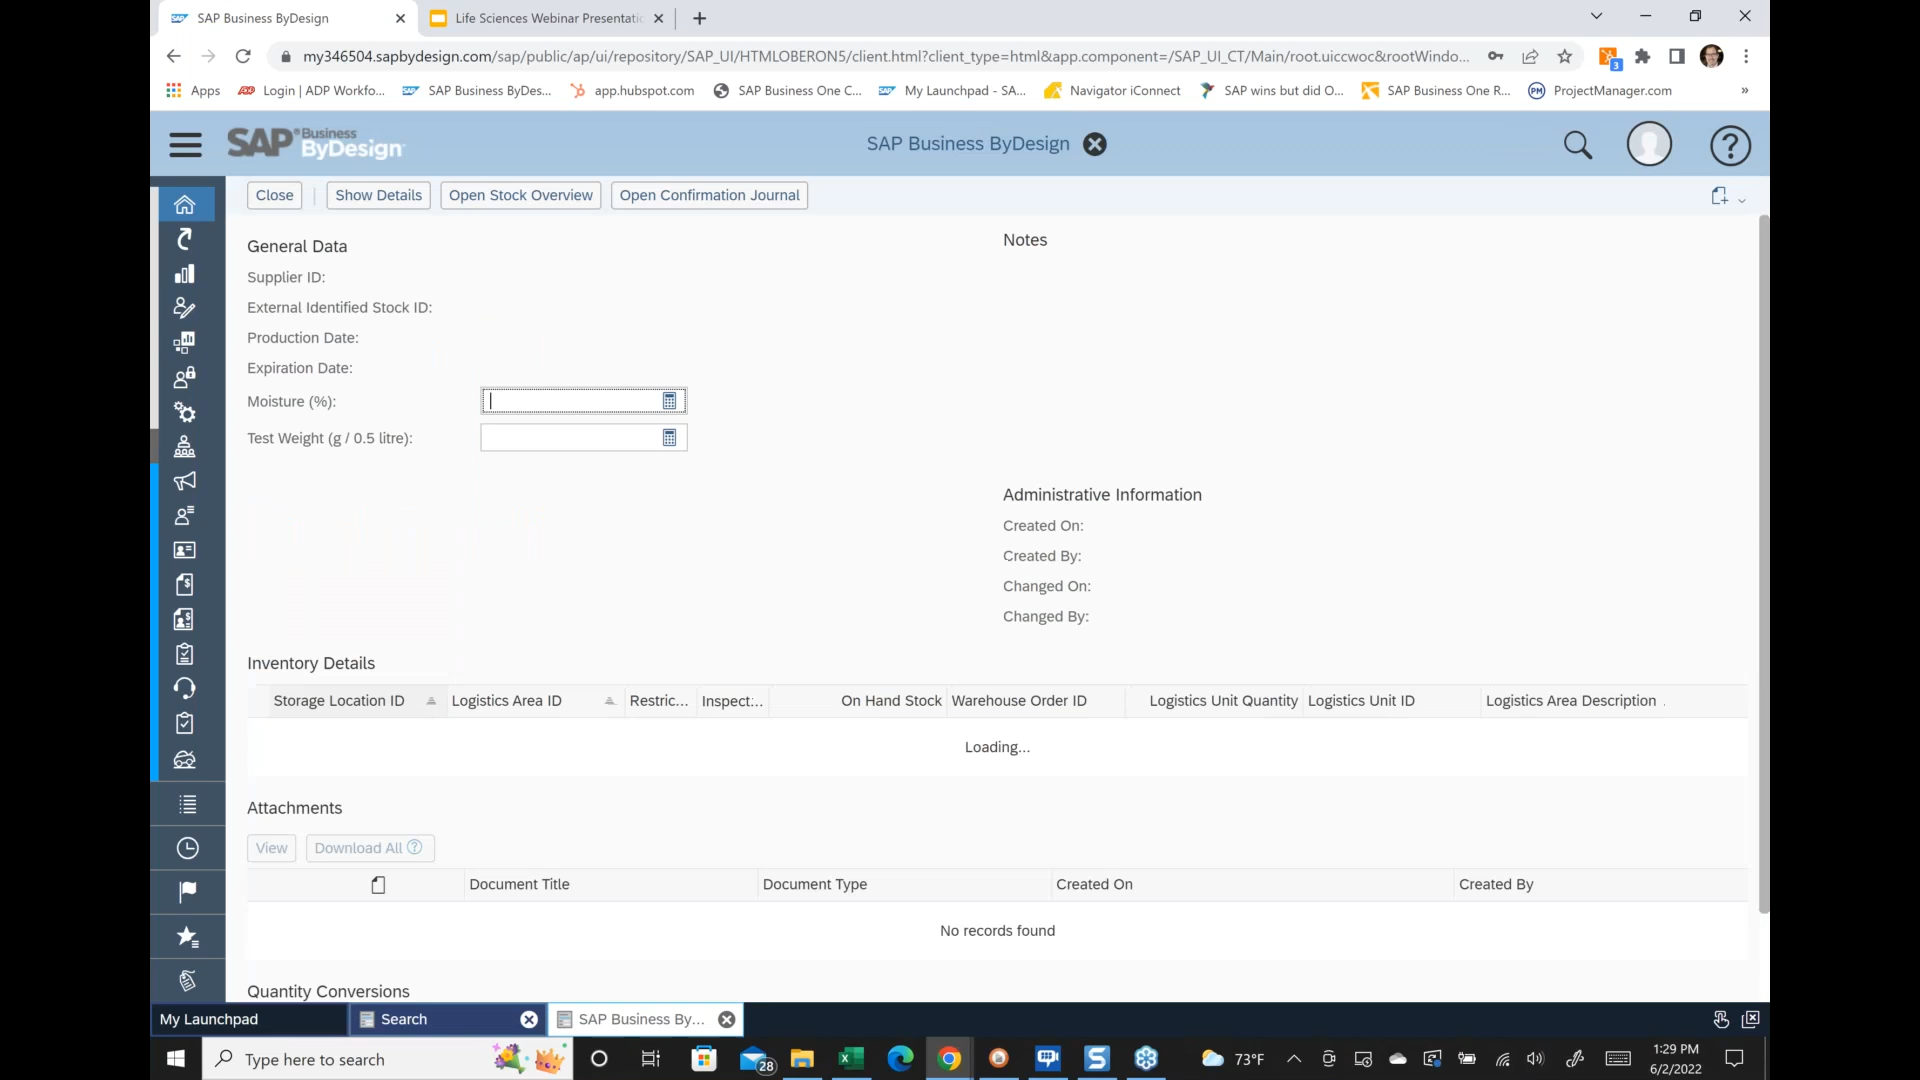 SAP Business ByDesign
Life Sciences Webinar Presentati
my346504.sapbydesign.com/sap/public/ap/ui/repository/SAP_UI/HTMLOBERON5/client.html?client_type=html&app.component=/SAP_UI_CT/Main/root.uiccwoc&rootWindo...
3
Apps
Login | ADP Workfo...
SAP Business ByDes...
app.hubspot.com
SAP Business One C...
My Launchpad - SA...
Navigator iConnect
SAP wins but did O...
SAP Business One R...
PM ProjectManager.com
»
SAP Business ByDesign
SAP Business ByDesign
Close
Show Details
Open Stock Overview
Open Confirmation Journal
General Data
Notes
Supplier ID:
External Identified Stock ID:
Production Date:
Expiration Date:
Moisture (%):
Test Weight (g / 0.5 litre):
Administrative Information
Created On:
Created By:
Changed On:
Changed By:
Inventory Details
Storage Location ID
Logistics Area ID
Restric...
Inspect:...
On Hand Stock
Warehouse Order ID
Logistics Unit Quantity
Logistics Unit ID
Logistics Area Description
Loading...
Attachments
View
Download All
Document Title
Document Type
Created On
Created By
No records found
Quantity Conversions
My Launchpad
Search
SAP Business By...
Type here to search
28
73°F
1:29 PM
6/2/2022